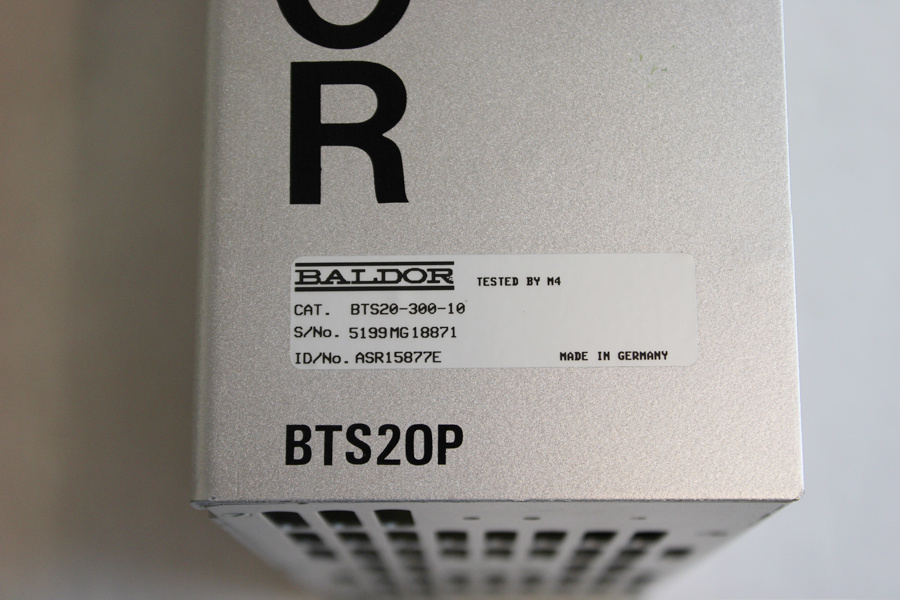 OR
BALDOR TESTED BY M4
CAT. BTS20-300-10
S/No. 5199MG18871
ID/No. ASR15877E MADE IN GERMANY
BTS20P